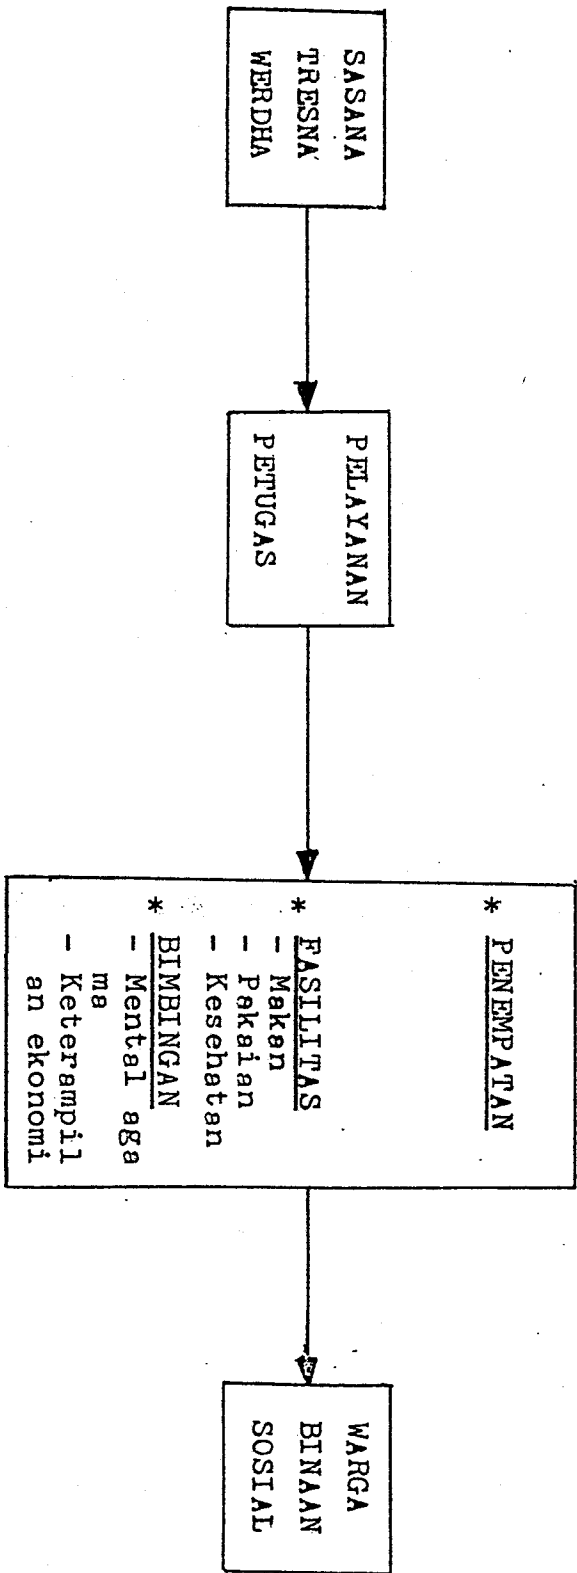 SASANA
TRESNA
WERDHA
PELAYANAN
PETUGAS
* PENEMPATAN
* FASILITAS
- Makan
- Pakaian
- Kesehatan
* BIMBINGAN
- Mental aga
ma
- Keterampil
an ekonomi
WARGA
BINAAN
SOSIAL